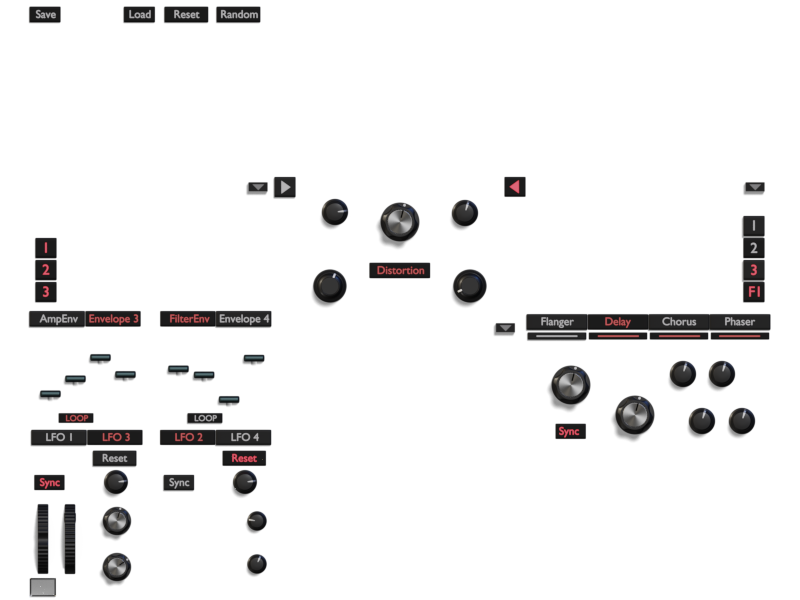 Save Load Reset Random
1
2
3
1
2
3
F1
Distortion
AmpEnv Envelope 3 FilterEnv Envelope 4
Flanger Delay Chorus Phaser
LOOP LOOP
LFO 1 LFO 3 LFO 2 LFO 4
Sync
Reset Reset
Sync Sync